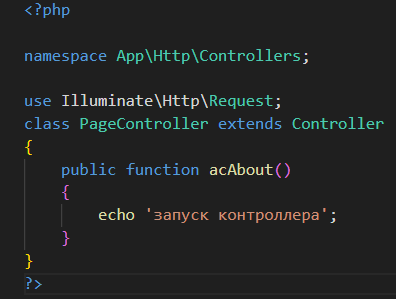 <?php
namespace App\Http\Controllers;
use Illuminate\Http\Request;
class PageController extends Controller
{
public function acAbout()
{
echo 'запуск контроллера';
}
}
?>